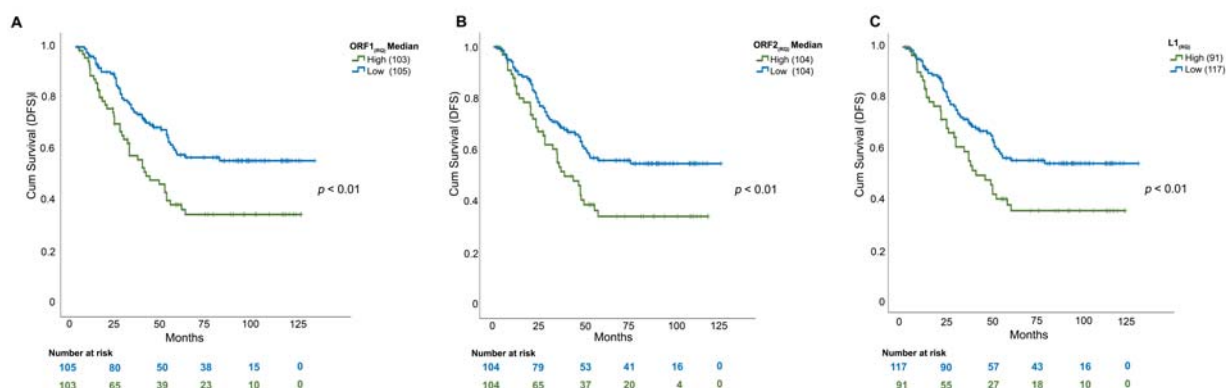 A
ORF1(RQ) Median
High (103)
Low (105)
1.0
0.8
0.6
0.4
0.2
0
Cum Survival (DFS)|
p < 0.01
0 25 50 75 100 125
Months
Number at risk
105 80 50 38 15 0
103 65 39 23 10 0
B
ORF2(RQ) Median
High (104)
Low (104)
1.0
0.8
0.6
0.4
0.2
0
Cum Survival (DFS)
p < 0.01
0 25 50 75 100 125
Months
Number at risk
104 79 53 41 16 0
104 65 37 20 4 0
C
L1(RQ)
High (91)
Low (117)
1.0
0.8
0.6
0.4
0.2
0
Cum Survival (DFS)
p < 0.01
0 25 50 75 100 125
Months
Number at risk
117 90 57 43 16 0
91 55 27 18 10 0